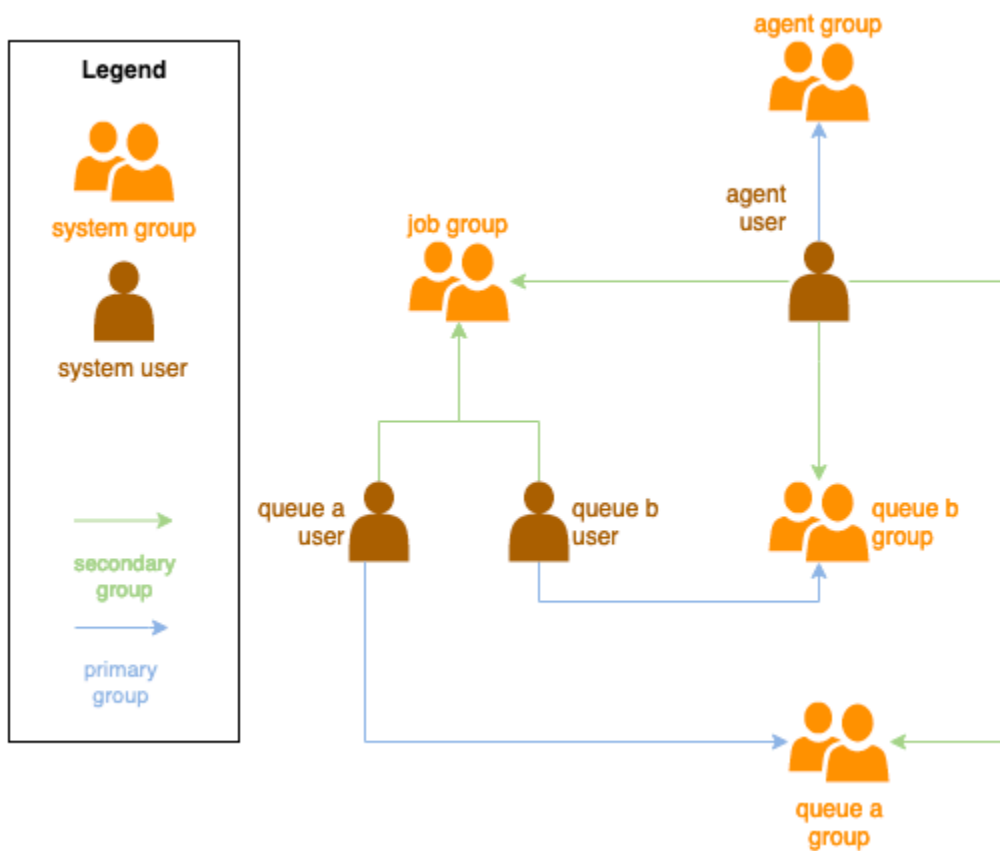 Legend
system group
system user
secondary
group
primary
group
agent group
agent
user
job group
queue a
user
queue b
user
queue b
group
queue a
group